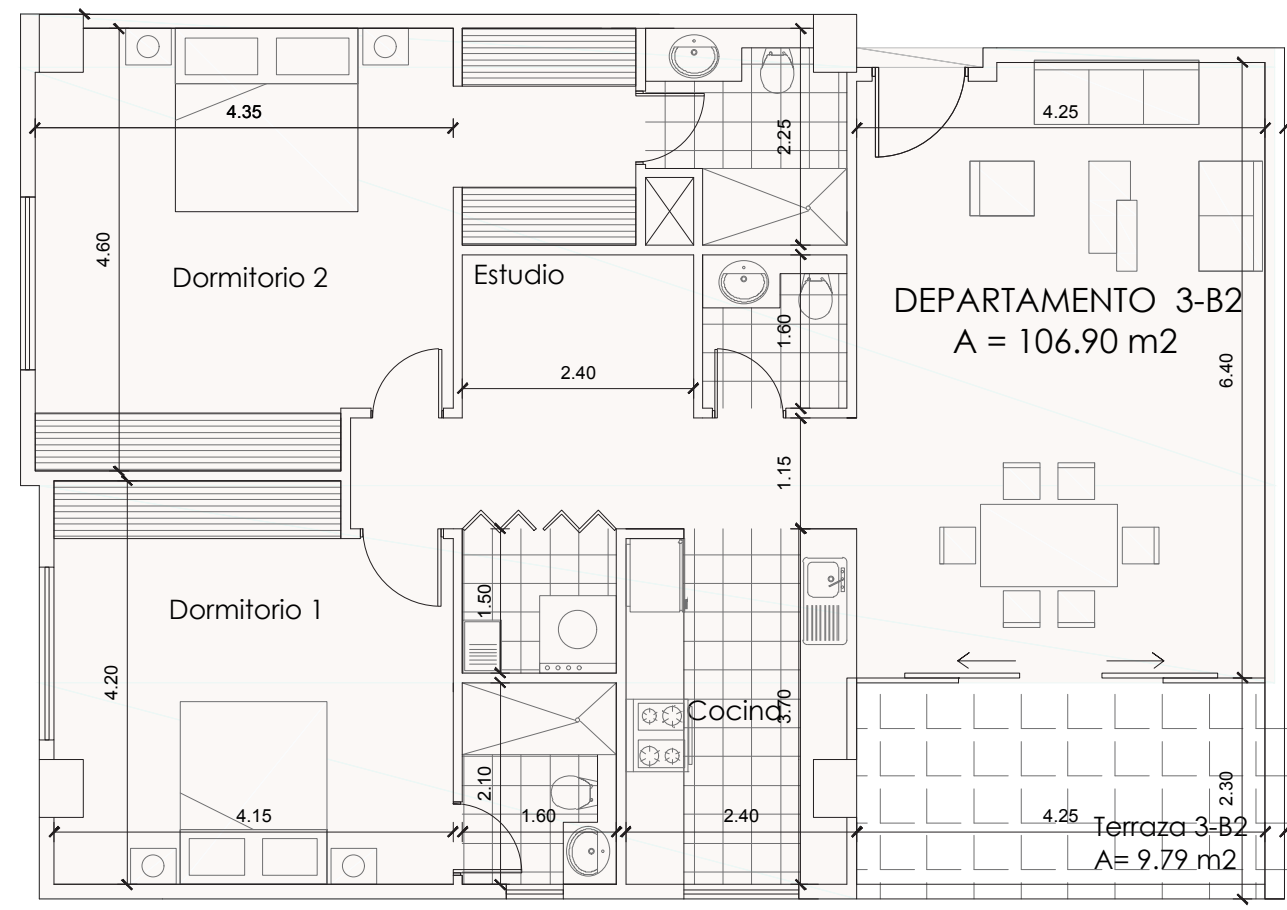 4.35
2.25
4.25
4.60
Dormitorio 2
Estudio
DEPARTAMENTO 3-B2
A = 106.90 m2
1.60
2.40
6.40
1.15
1.50
Dormitorio 1
4.20
Cocina
3.70
2.10
2.30
4.15
1.60
2.40
4.25
Terraza 3-B2
A= 9.79 m2